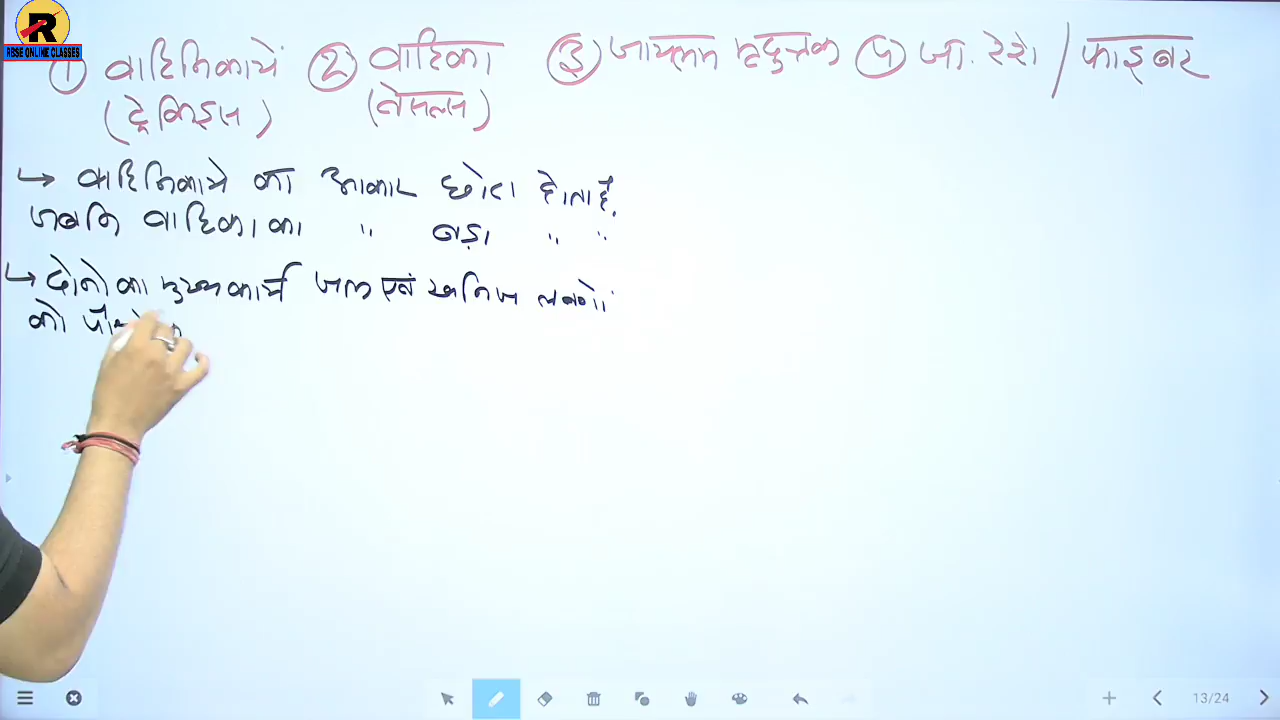 R
RBSE ONLINE CLASSES
① वाहिनिकायें ② वाहिका ③ जायलम मृदुतक ④ जा. रेशे / फाइबर
(ट्रेकिड्स) (वेसल्स)
↳ वाहिनिकाये का आकार छोटा होता है,
जबकि वाहिका का " बड़ा " "
↳ दोनो का मुख्य कार्य जल एवं खनिज लवणों
को
13/24